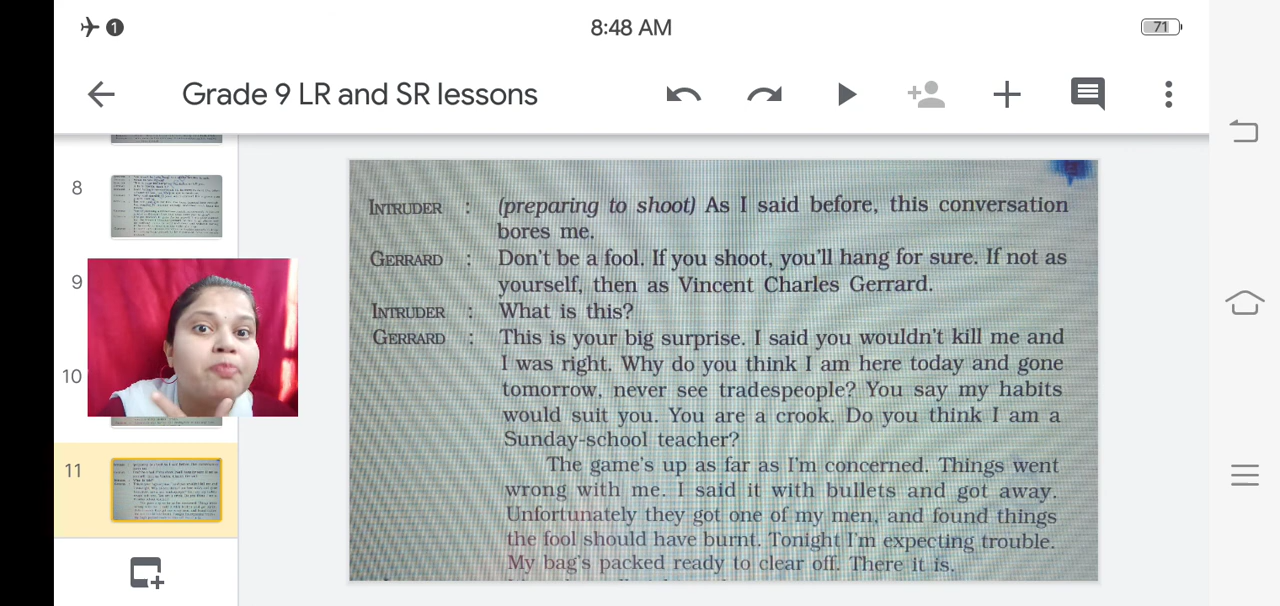 1
8:48 AM
71
Grade 9 LR and SR lessons
8
9
10
11
INTRUDER : (preparing to shoot) As I said before, this conversation
bores me.
GERRARD : Don't be a fool. If you shoot, you'll hang for sure. If not as
yourself, then as Vincent Charles Gerrard.
INTRUDER : What is this?
GERRARD : This is your big surprise. I said you wouldn't kill me and
I was right. Why do you think I am here today and gone
tomorrow, never see tradespeople? You say my habits
would suit you. You are a crook. Do you think I am a
Sunday-school teacher?
The game's up as far as I'm concerned. Things went
wrong with me. I said it with bullets and got away.
Unfortunately they got one of my men, and found things
the fool should have burnt. Tonight I'm expecting trouble.
My bag's packed ready to clear off. There it is.